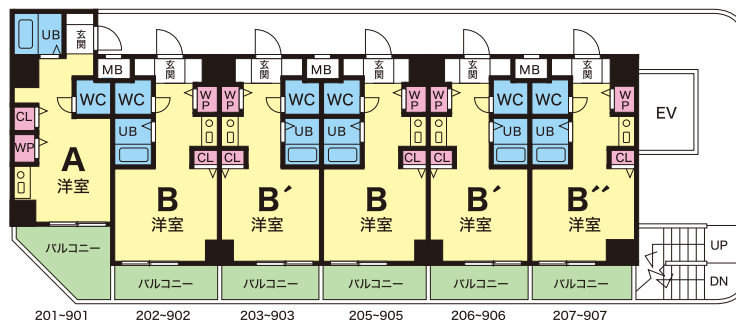 UB
玄関
玄関
玄関
玄関
玄関
玄関
MB
MB
MB
WC
WC
WP
WP
WC
WC
WP
WP
WC
WC
WP
EV
CL
UB
UB
UB
UB
UB
WP
CL
CL
CL
CL
CL
A
洋室
B
洋室
B´
洋室
B
洋室
B´
洋室
B´´
洋室
バルコニー
UP
バルコニー
バルコニー
バルコニー
バルコニー
バルコニー
DN
201~901
202~902
203~903
205~905
206~906
207~907